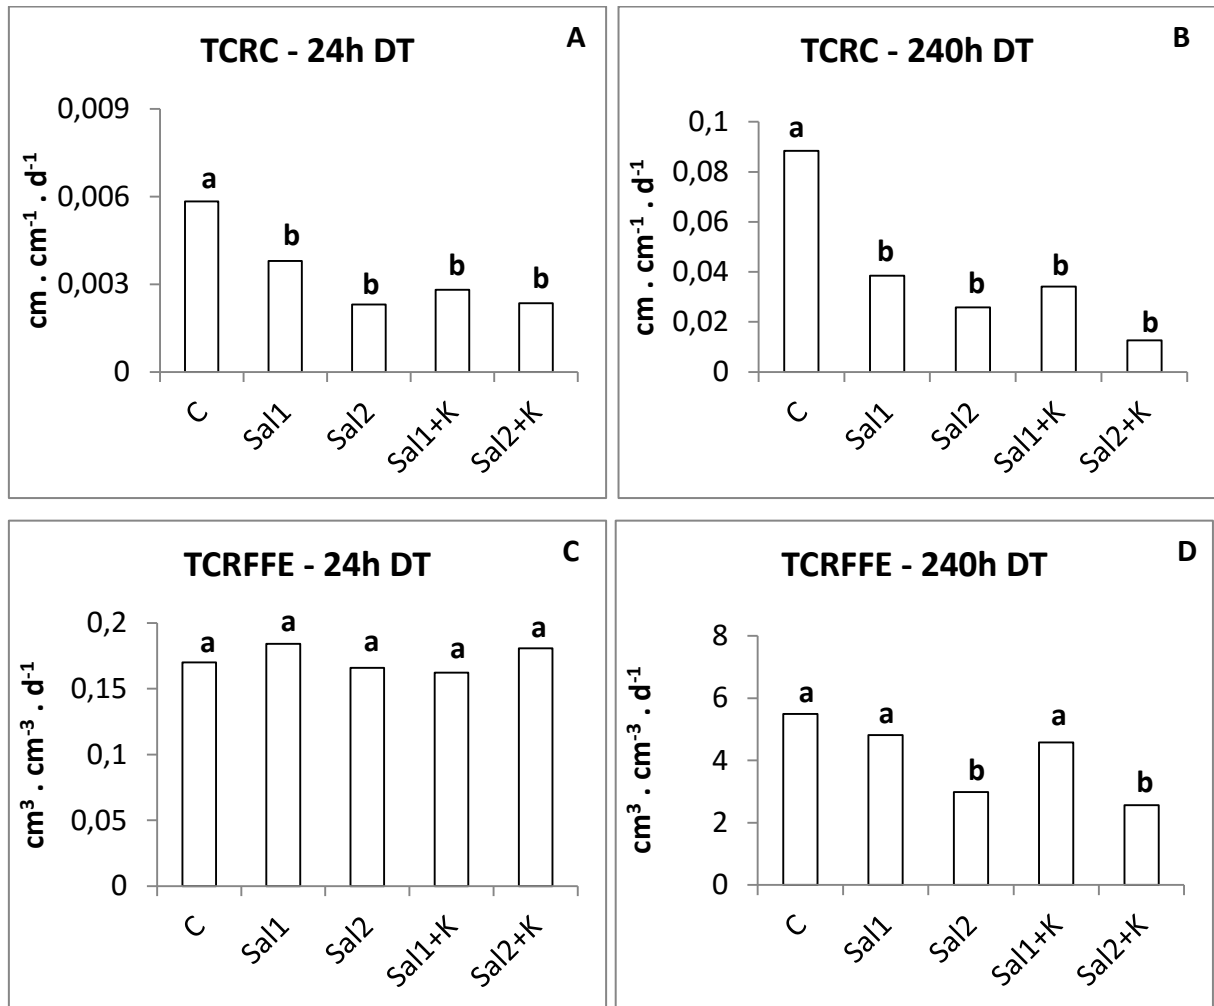 A
TCRC - 24h DT
cm . cm⁻¹ . d⁻¹
0,009
0,006
0,003
0
a
b
b
b
b
C
Sal1
Sal2
Sal1+K
Sal2+K
B
TCRC - 240h DT
cm . cm⁻¹ . d⁻¹
0,1
0,08
0,06
0,04
0,02
0
a
b
b
b
b
C
Sal1
Sal2
Sal1+K
Sal2+K
C
TCRFFE - 24h DT
cm³ . cm⁻³ . d⁻¹
0,2
0,15
0,1
0,05
0
a
a
a
a
a
C
Sal1
Sal2
Sal1+K
Sal2+K
D
TCRFFE - 240h DT
cm³ . cm⁻³ . d⁻¹
8
6
4
2
0
a
a
b
a
b
C
Sal1
Sal2
Sal1+K
Sal2+K